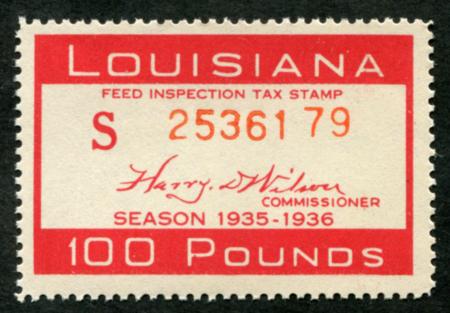 LOUISIANA
FEED INSPECTION TAX STAMP
S 25361 79
Harry. D Wilson
COMMISSIONER
SEASON 1935-1936
100 POUNDS